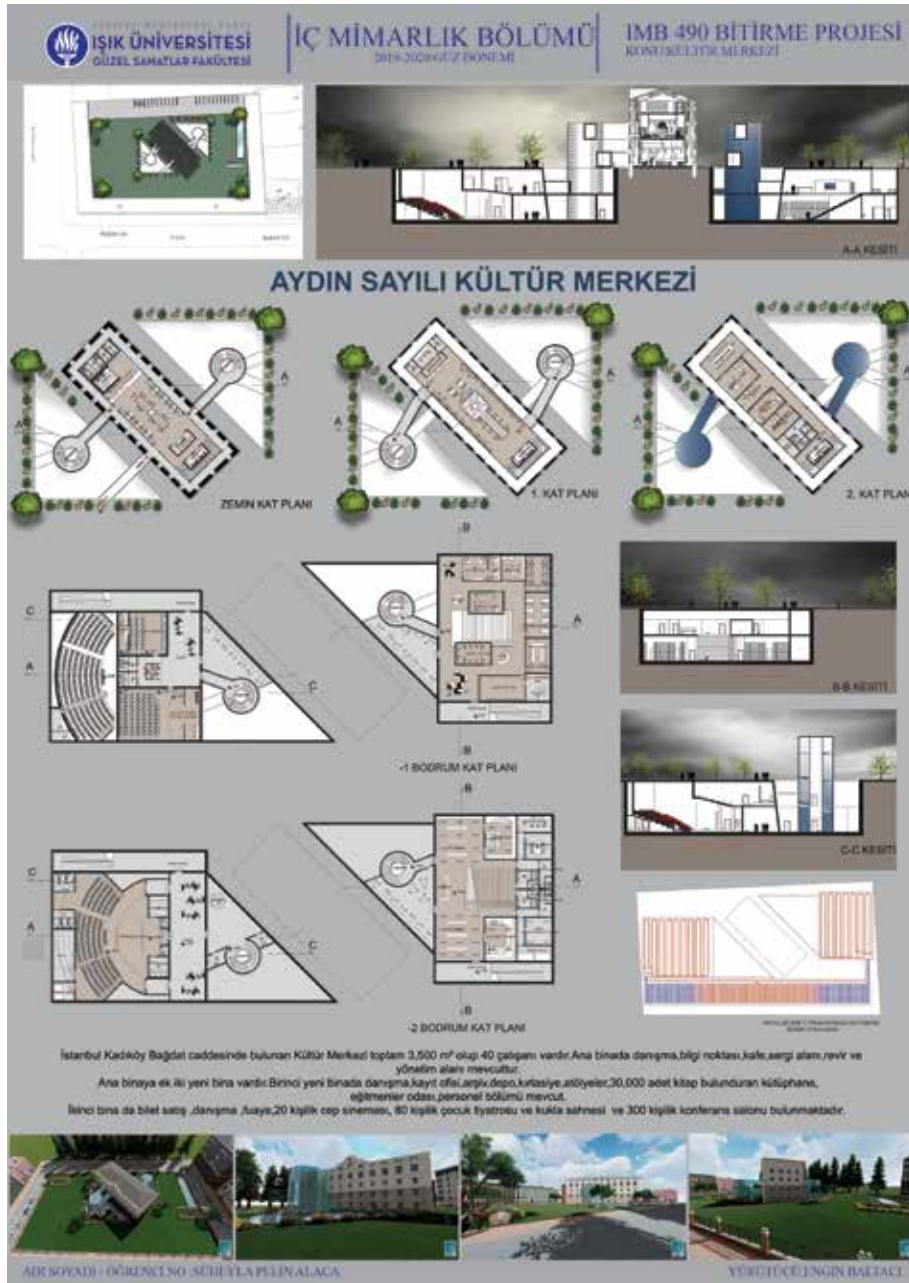 IŞIK ÜNİVERSİTESİ
GÜZEL SANATLAR FAKÜLTESİ
İÇ MİMARLIK BÖLÜMÜ
2019-2020 GÜZ DÖNEMİ
IMB 490 BİTİRME PROJESİ
KONU:KÜLTÜR MERKEZİ
A-A KESİTİ
AYDIN SAYILI KÜLTÜR MERKEZİ
A
A
A
A
A
A
ZEMİN KAT PLANI
1. KAT PLANI
2. KAT PLANI
B
C
A
C
A
B
-1 BODRUM KAT PLANI
B-B KESİTİ
B
C
A
C
A
B
-2 BODRUM KAT PLANI
C-C KESİTİ
İstanbul Kadıköy Bağdat caddesinde bulunan Kültür Merkezi toplam 3,500 m² olup 40 çalışanı vardır.Ana binada danışma,bilgi noktası,kafe,sergi alanı,revir ve
yönetim alanı mevcuttur.
Ana binaya ek iki yeni bina vardır.Birinci yeni binada danışma,kayıt ofisi,arşiv,depo,kırtasiye,atölyeler,30,000 adet kitap bulunduran kütüphane,
eğitmenler odası,personel bölümü mevcut.
İkinci bina da bilet satış ,danışma ,fuaye,20 kişilik cep sineması, 80 kişilik çocuk tiyatrosu ve kukla sahnesi ve 300 kişilik konferans salonu bulunmaktadır.
ADI SOYADI - ÖĞRENCİ NO :SÜHEYLA PELİN ALACA
YÜRÜTÜCÜ:ENGİN BALTACI